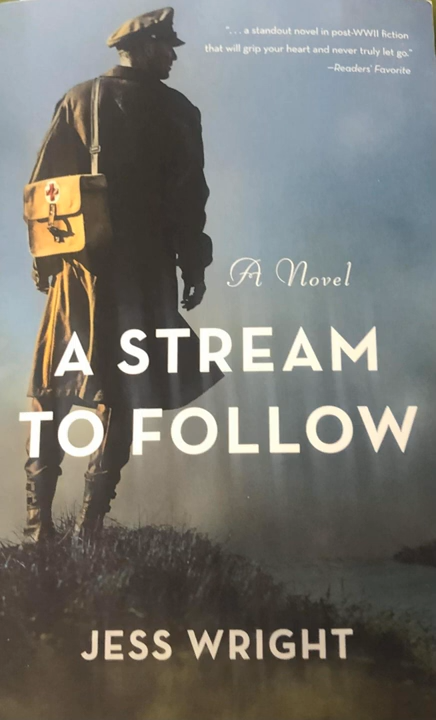 ". . . a standout novel in post-WWII fiction
that will grip your heart and never truly let go."
—Readers' Favorite
A Novel
A STREAM
TO FOLLOW
JESS WRIGHT